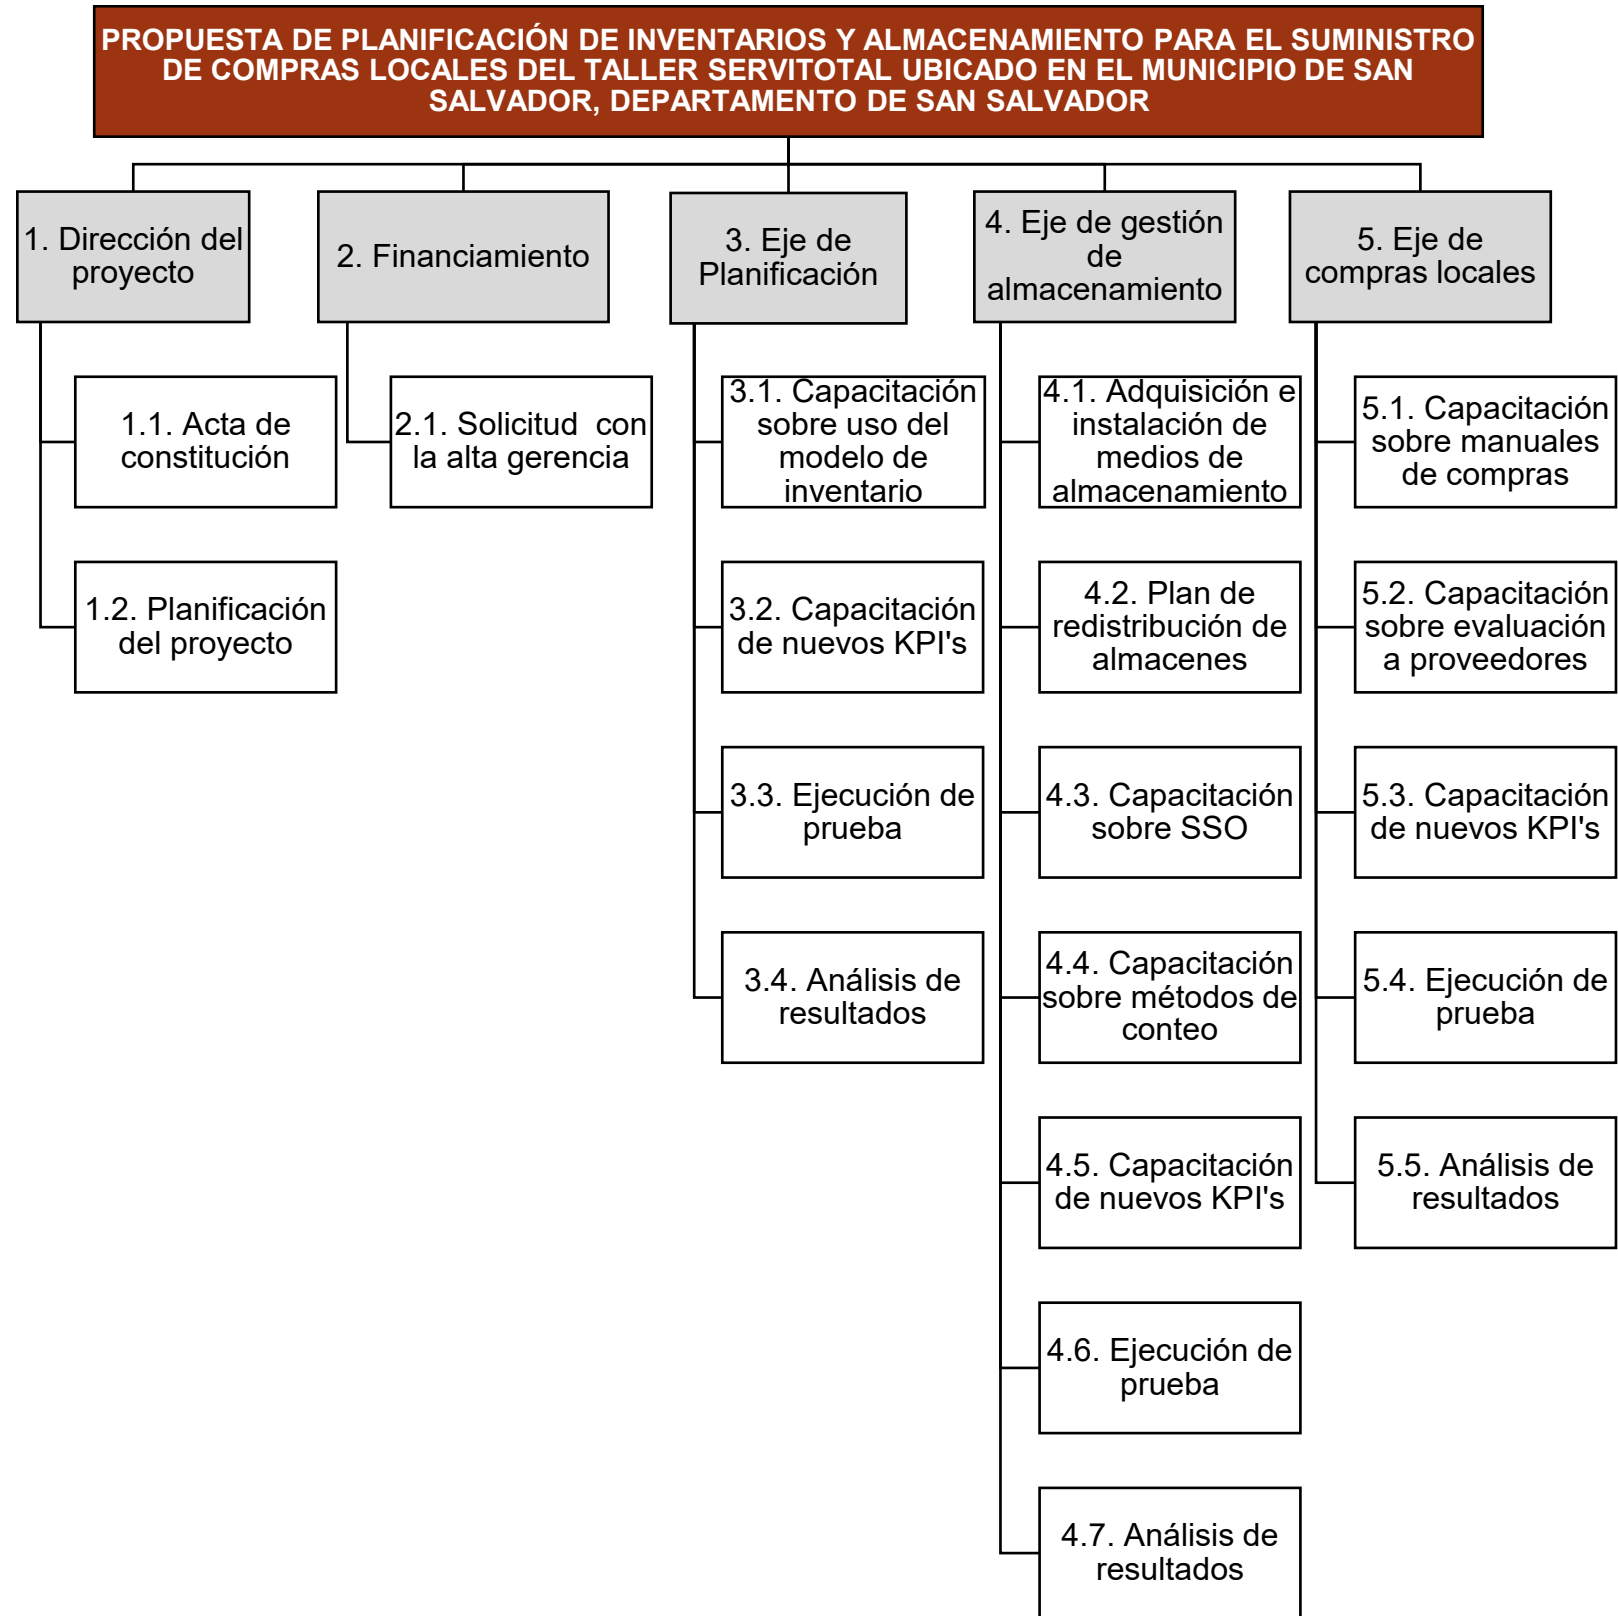 PROPUESTA DE PLANIFICACIÓN DE INVENTARIOS Y ALMACENAMIENTO PARA EL SUMINISTRO
DE COMPRAS LOCALES DEL TALLER SERVITOTAL UBICADO EN EL MUNICIPIO DE SAN
SALVADOR, DEPARTAMENTO DE SAN SALVADOR
1. Dirección del
proyecto
1.1. Acta de
constitución
1.2. Planificación
del proyecto
2. Financiamiento
2.1. Solicitud  con
la alta gerencia
3. Eje de
Planificación
3.1. Capacitación
sobre uso del
modelo de
inventario
3.2. Capacitación
de nuevos KPI's
3.3. Ejecución de
prueba
3.4. Análisis de
resultados
4. Eje de gestión
de
almacenamiento
4.1. Adquisición e
instalación de
medios de
almacenamiento
4.2. Plan de
redistribución de
almacenes
4.3. Capacitación
sobre SSO
4.4. Capacitación
sobre métodos de
conteo
4.5. Capacitación
de nuevos KPI's
4.6. Ejecución de
prueba
4.7. Análisis de
resultados
5. Eje de
compras locales
5.1. Capacitación
sobre manuales
de compras
5.2. Capacitación
sobre evaluación
a proveedores
5.3. Capacitación
de nuevos KPI's
5.4. Ejecución de
prueba
5.5. Análisis de
resultados